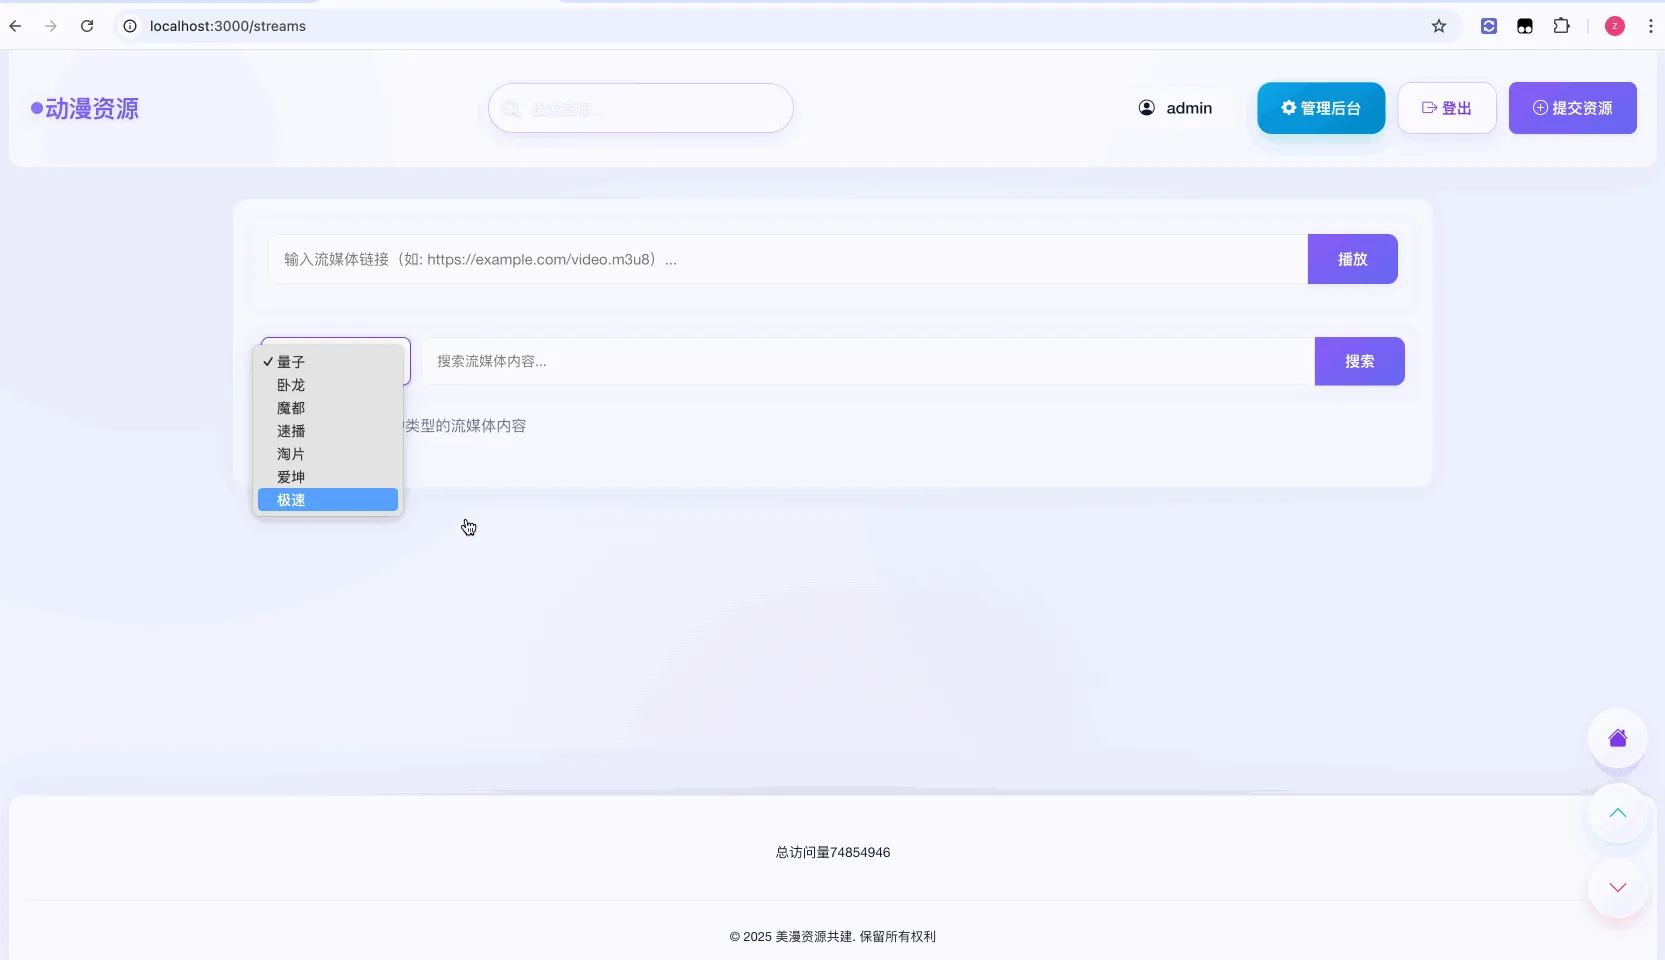 localhost:3000/streams
z
动漫资源
搜索资源...
admin
管理后台
登出
提交资源
输入流媒体链接（如: https://example.com/video.m3u8）...
播放
量子
卧龙
魔都
速播
淘片
爱坤
极速
搜索流媒体内容...
搜索
类型的流媒体内容
总访问量74854946
© 2025 美漫资源共建. 保留所有权利